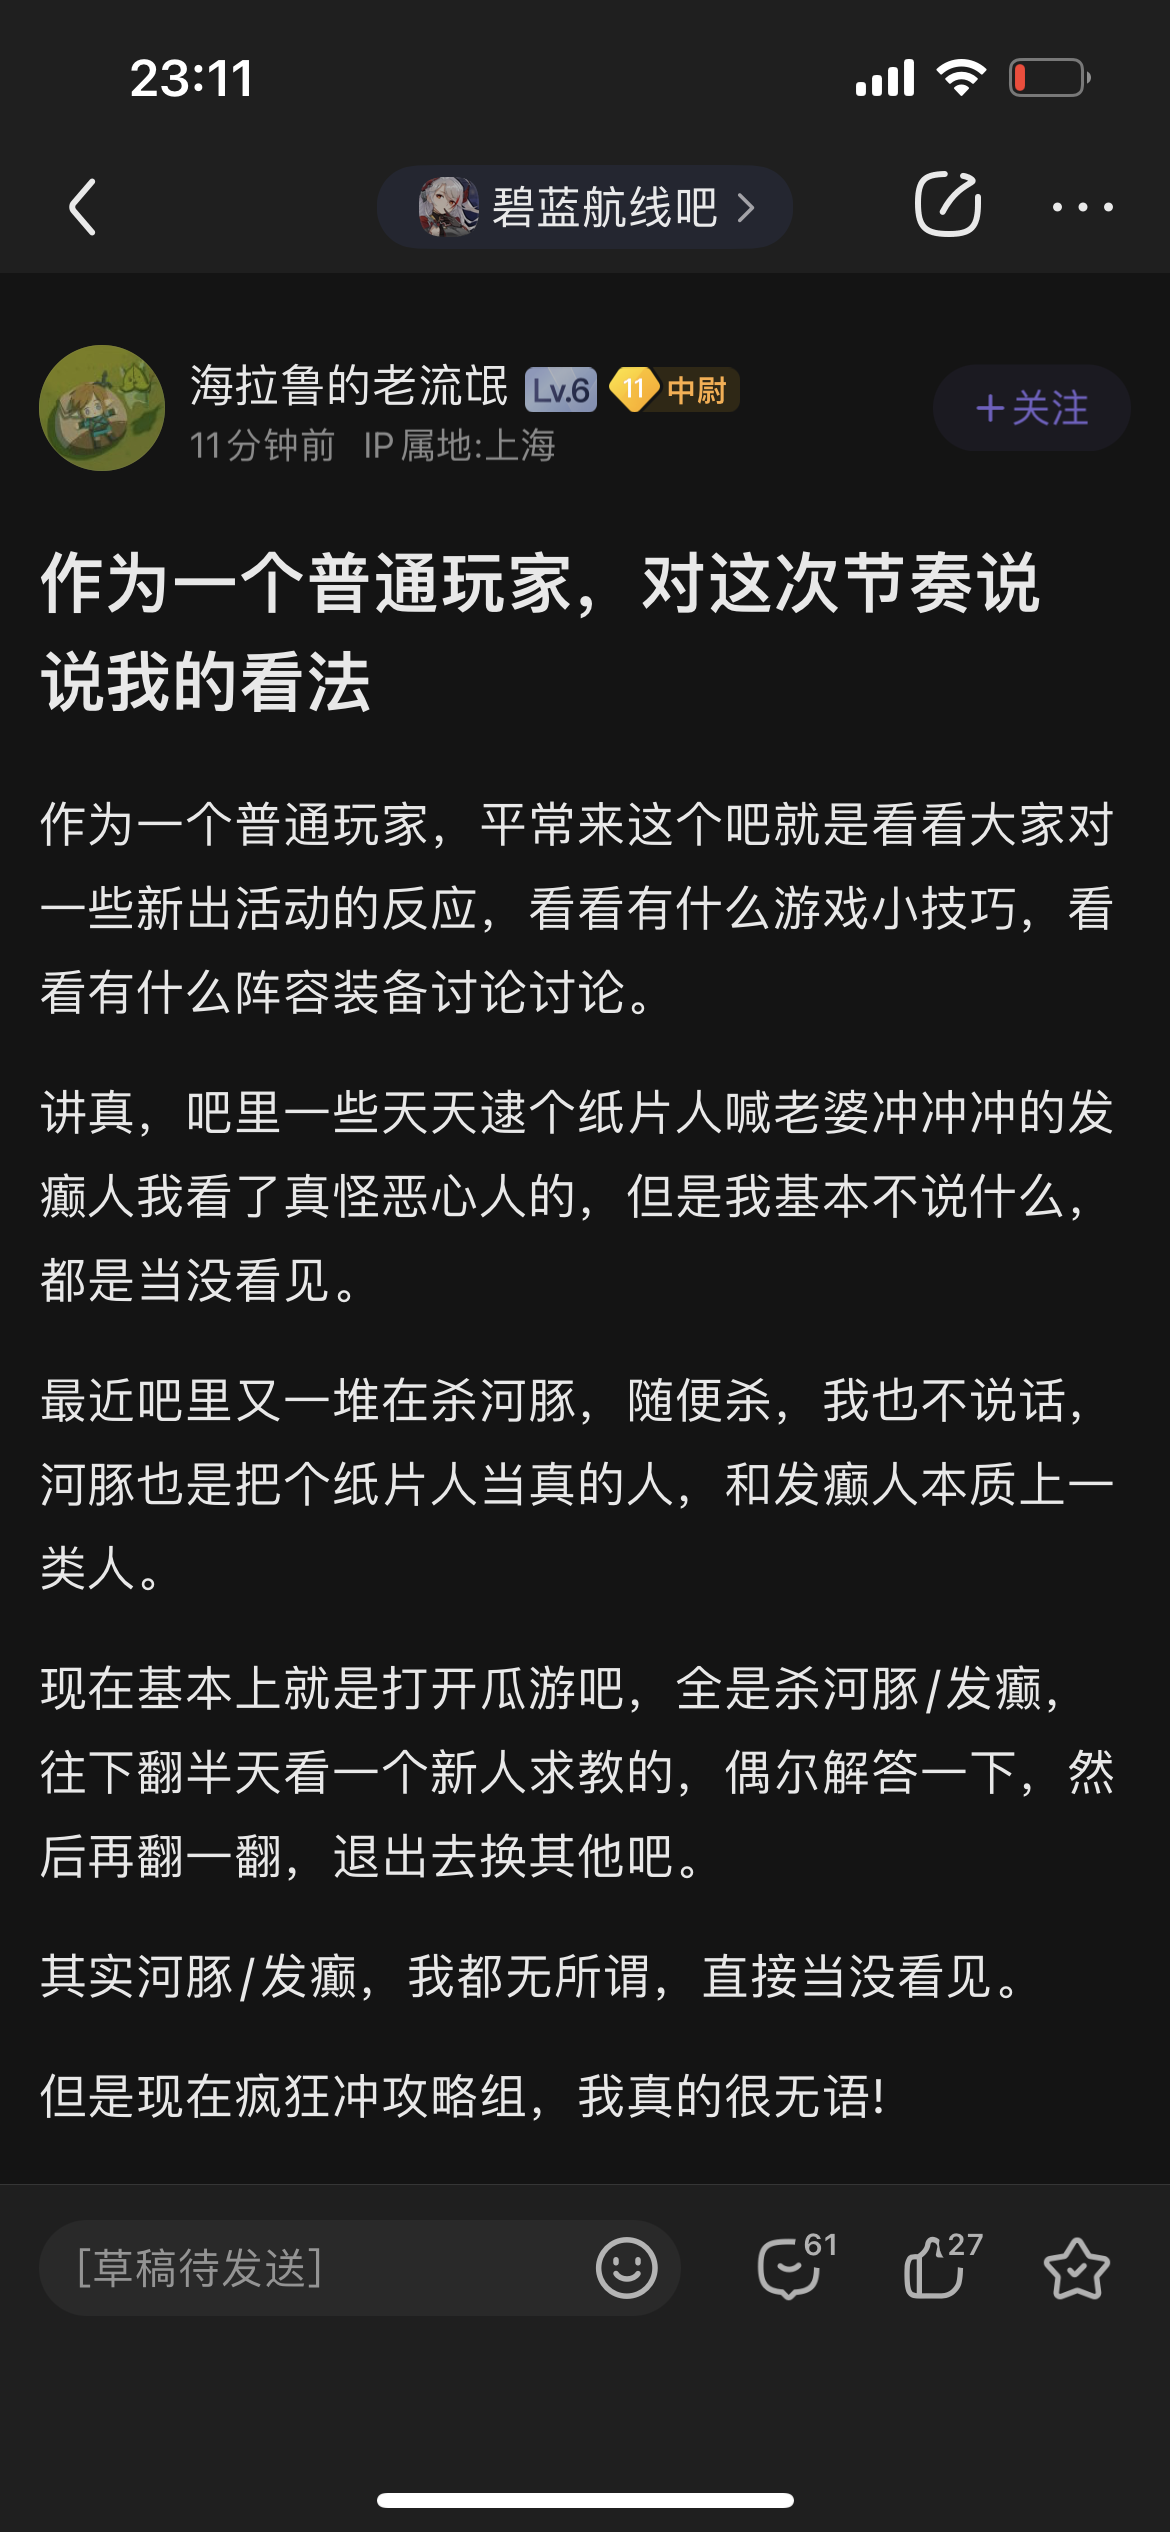 23:11
碧蓝航线吧
海拉鲁的老流氓 Lv.6 11 中尉
11分钟前 IP属地:上海
+关注
作为一个普通玩家，对这次节奏说
说我的看法
作为一个普通玩家，平常来这个吧就是看看大家对
一些新出活动的反应，看看有什么游戏小技巧，看
看有什么阵容装备讨论讨论。
讲真，吧里一些天天逮个纸片人喊老婆冲冲冲的发
癫人我看了真怪恶心人的，但是我基本不说什么，
都是当没看见。
最近吧里又一堆在杀河豚，随便杀，我也不说话，
河豚也是把个纸片人当真的人，和发癫人本质上一
类人。
现在基本上就是打开瓜游吧，全是杀河豚/发癫，
往下翻半天看一个新人求教的，偶尔解答一下，然
后再翻一翻，退出去换其他吧。
其实河豚/发癫，我都无所谓，直接当没看见。
但是现在疯狂冲攻略组，我真的很无语!
[草稿待发送] 61 27